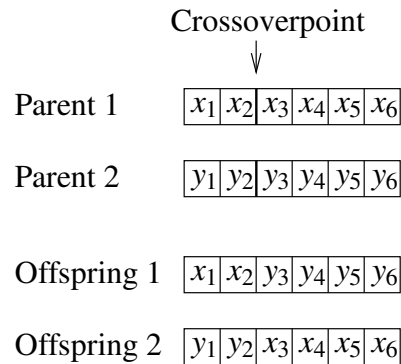 Crossoverpoint
Parent 1 x₁ x₂ x₃ x₄ x₅ x₆
Parent 2 y₁ y₂ y₃ y₄ y₅ y₆
Offspring 1 x₁ x₂ y₃ y₄ y₅ y₆
Offspring 2 y₁ y₂ x₃ x₄ x₅ x₆